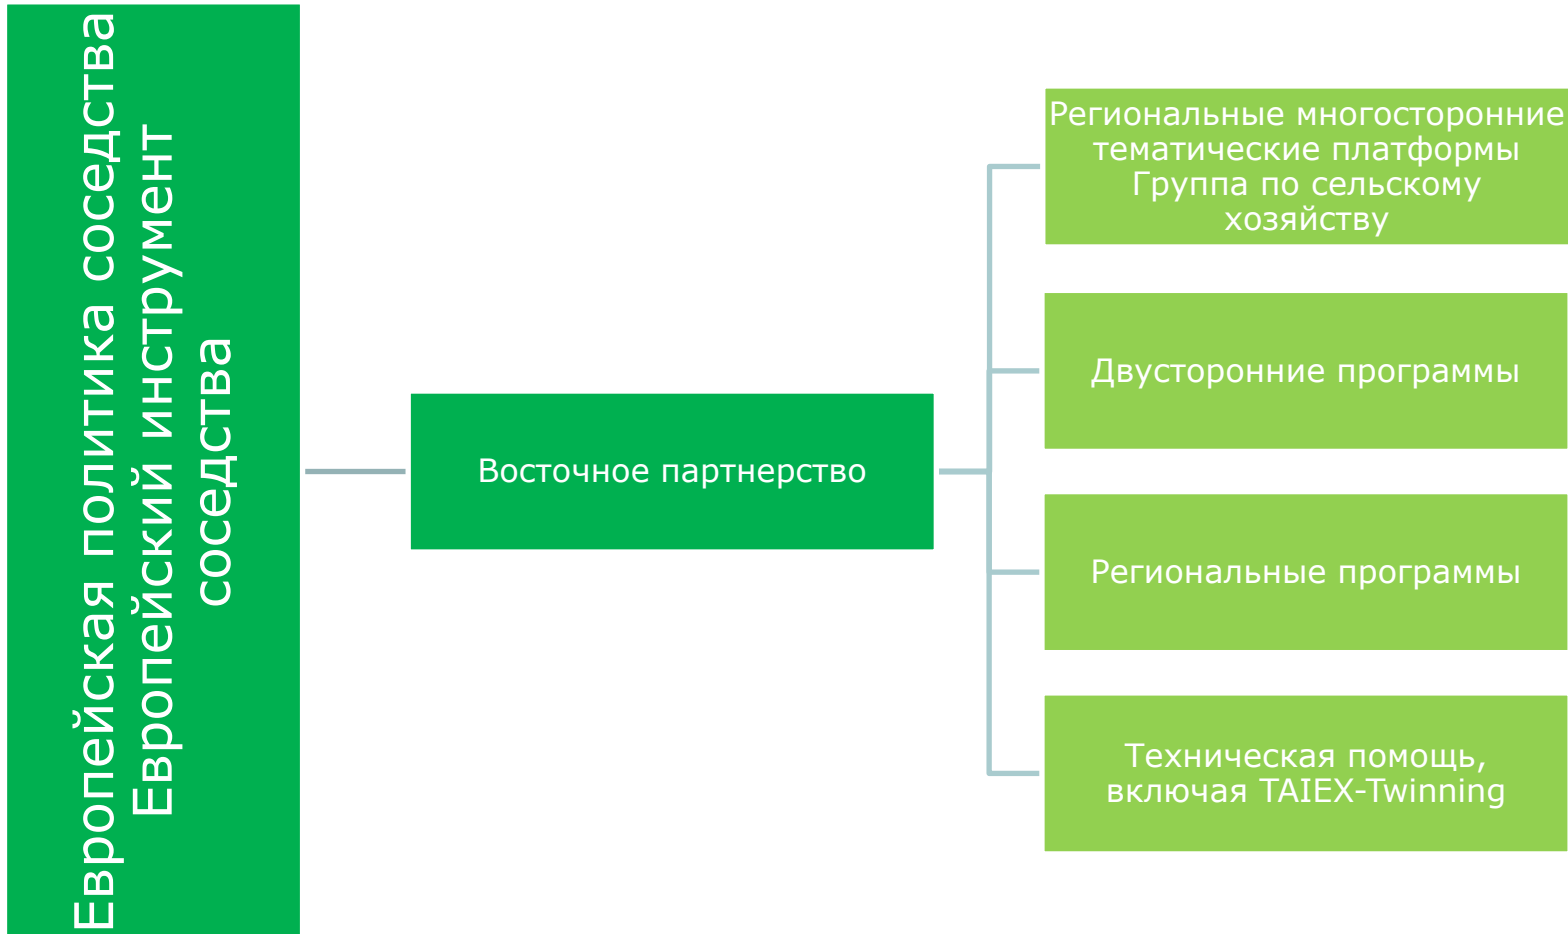 Европейская политика соседства
Европейский инструмент
соседства
Восточное партнерство
Региональные многосторонние
тематические платформы
Группа по сельскому
хозяйству
Двусторонние программы
Региональные программы
Техническая помощь,
включая TAIEX-Twinning